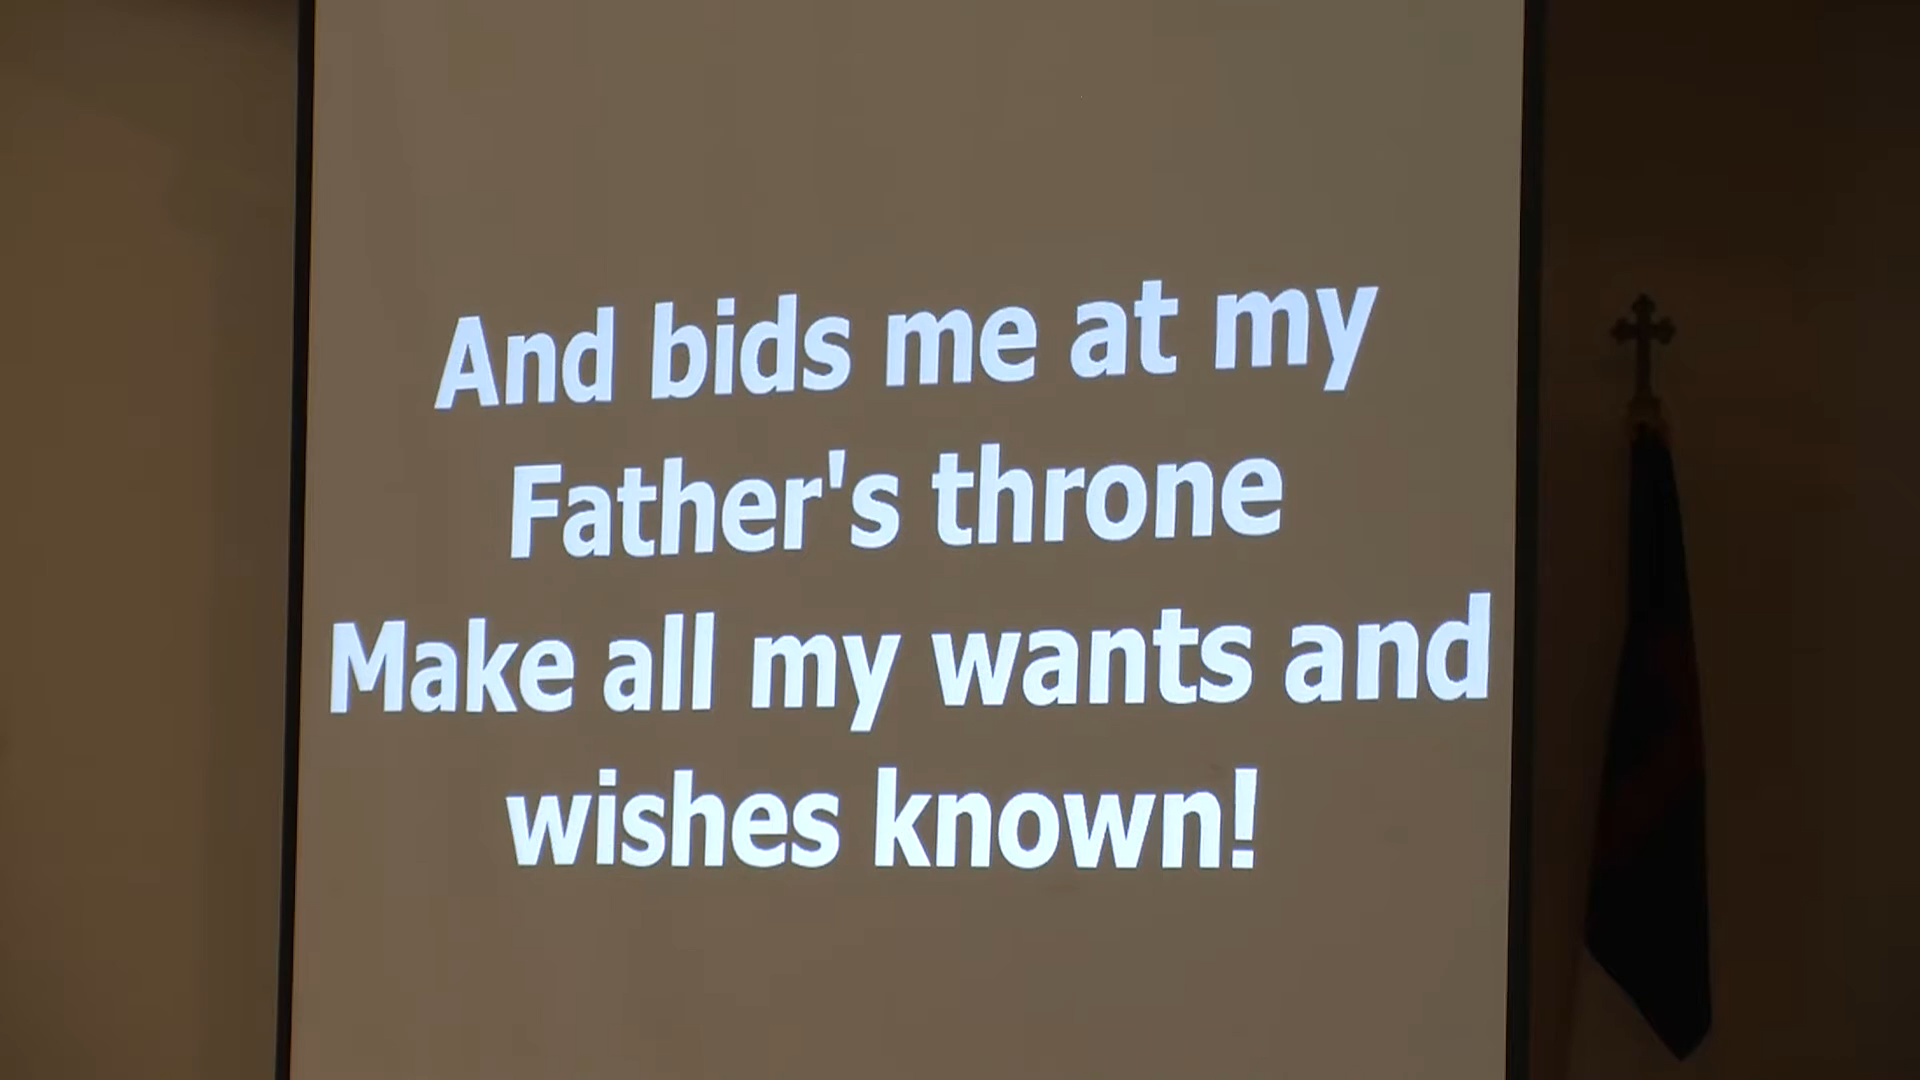 And bids me at my
Father's throne
Make all my wants and
wishes known!